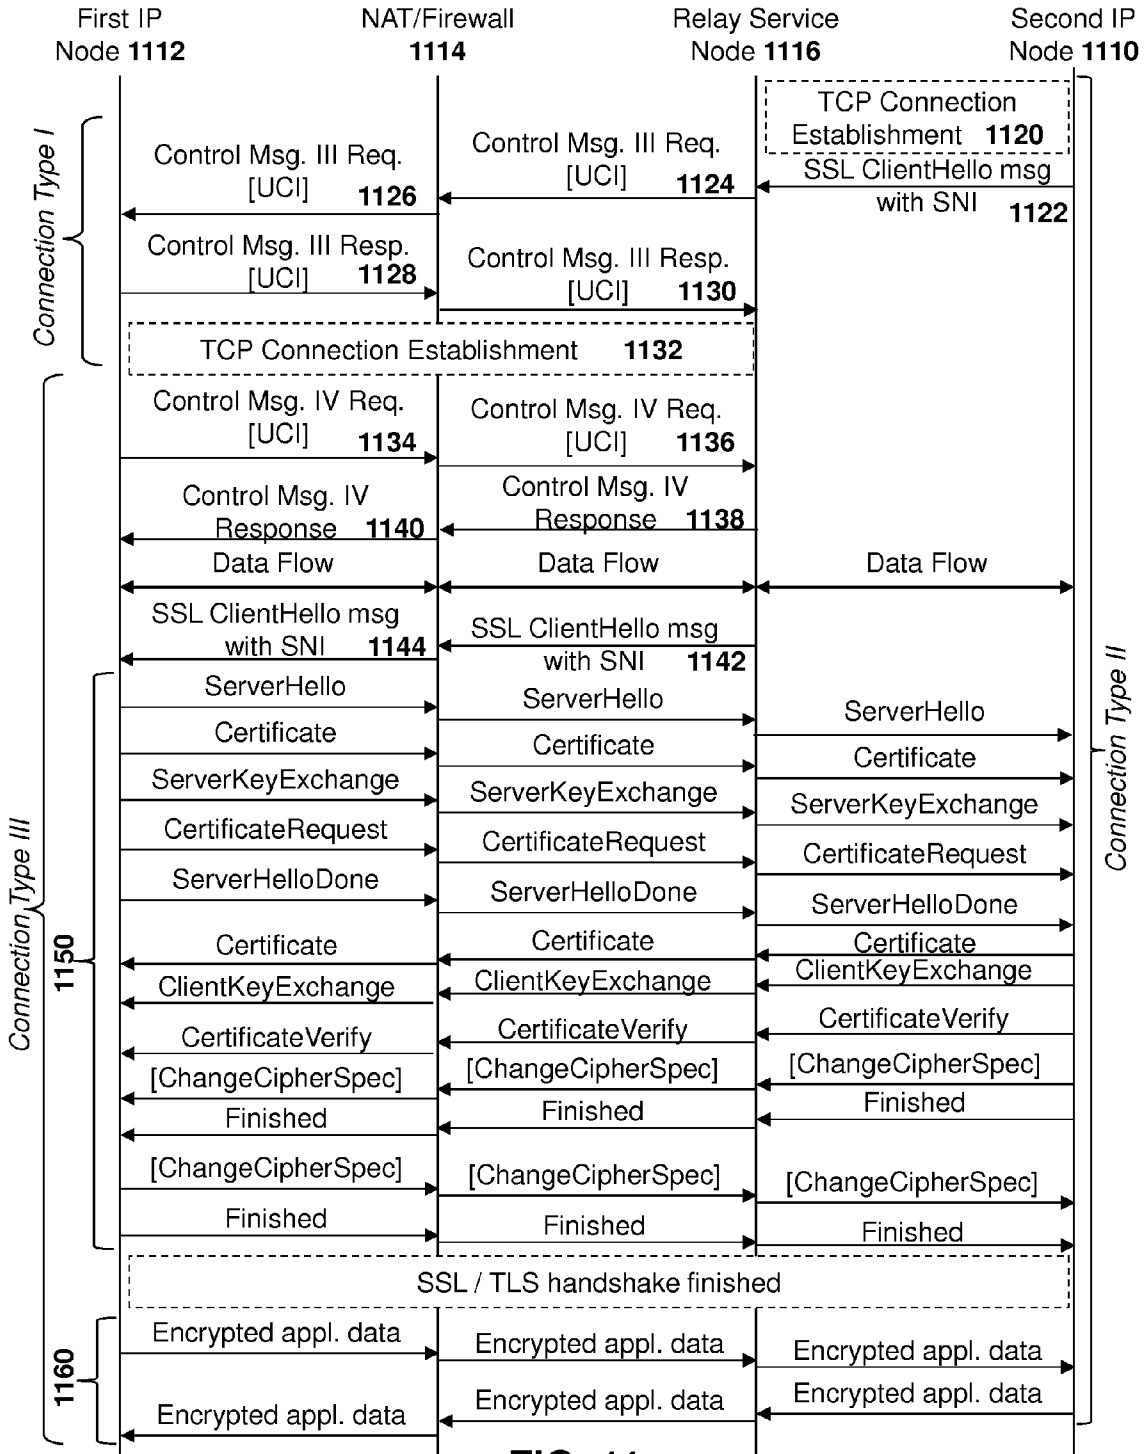 First IP
Node 1112
NAT/Firewall
1114
Relay Service
Node 1116
Second IP
Node 1110
TCP Connection
Establishment 1120
SSL ClientHello msg
with SNI 1122
Control Msg. III Req.
[UCI] 1124
Control Msg. III Req.
[UCI] 1126
Connection Type I
Control Msg. III Resp.
[UCI] 1128
Control Msg. III Resp.
[UCI] 1130
TCP Connection Establishment 1132
Control Msg. IV Req.
[UCI] 1134
Control Msg. IV Req.
[UCI] 1136
Control Msg. IV
Response 1138
Control Msg. IV
Response 1140
Data Flow
Data Flow
Data Flow
SSL ClientHello msg
with SNI 1142
SSL ClientHello msg
with SNI 1144
Connection Type II
Connection Type III
1150
ServerHello
ServerHello
ServerHello
Certificate
Certificate
Certificate
ServerKeyExchange
ServerKeyExchange
ServerKeyExchange
CertificateRequest
CertificateRequest
CertificateRequest
ServerHelloDone
ServerHelloDone
ServerHelloDone
Certificate
Certificate
Certificate
ClientKeyExchange
ClientKeyExchange
ClientKeyExchange
CertificateVerify
CertificateVerify
CertificateVerify
[ChangeCipherSpec]
[ChangeCipherSpec]
[ChangeCipherSpec]
Finished
Finished
Finished
[ChangeCipherSpec]
[ChangeCipherSpec]
[ChangeCipherSpec]
Finished
Finished
Finished
SSL / TLS handshake finished
1160
Encrypted appl. data
Encrypted appl. data
Encrypted appl. data
Encrypted appl. data
Encrypted appl. data
Encrypted appl. data